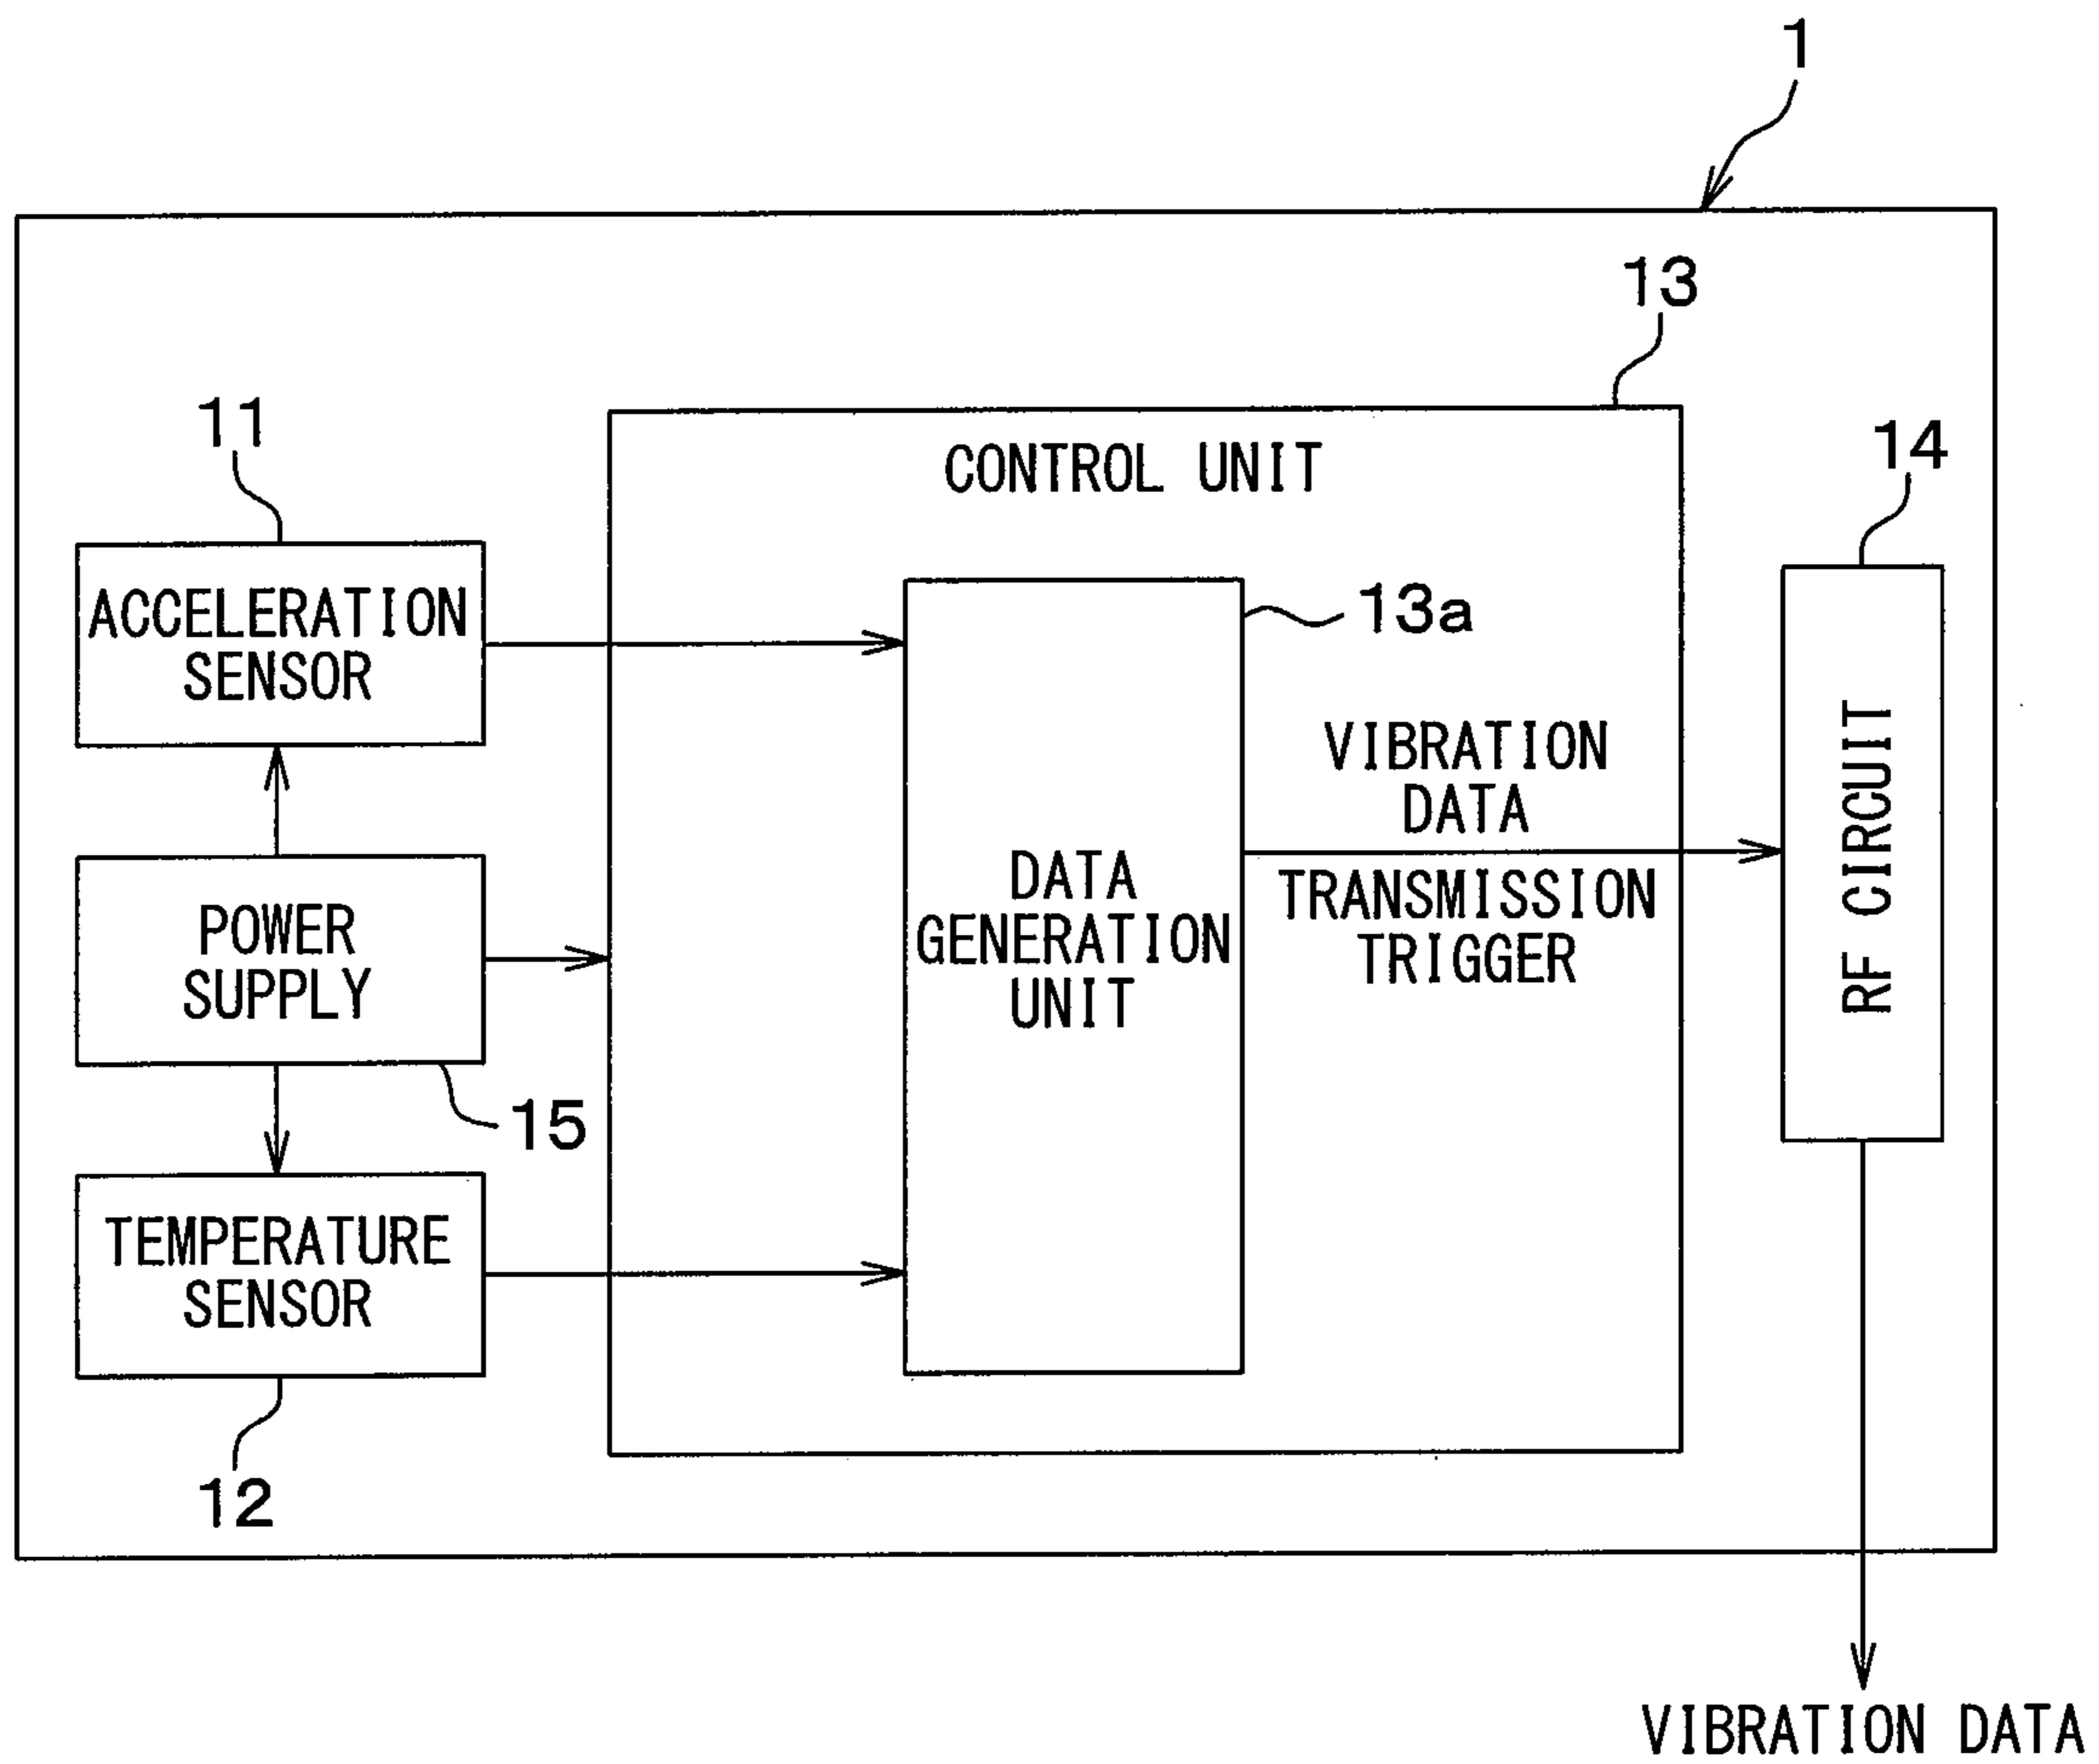 1
13
11
CONTROL UNIT
14
ACCELERATION
SENSOR
13a
VIBRATION
DATA
TRANSMISSION
TRIGGER
RF CIRCUIT
DATA
GENERATION
UNIT
POWER
SUPPLY
15
TEMPERATURE
SENSOR
12
VIBRATION DATA